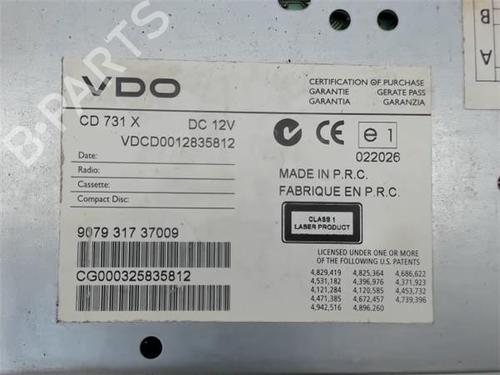 VDO
CERTIFICATION OF PURCHASE
GARANTIE GERATE PASS
GARANTIA GARANZIA
CD 731 X DC 12V
VDCD0012835812
Date:
Radio:
Cassette:
Compact Disc:
CE
e 1
022026
MADE IN P.R.C.
FABRIQUE EN P.R.C.
CLASS 1
LASER PRODUCT
9079 317 37009
CG000325835812
LICENSED UNDER ONE OR MORE
OF THE FOLLOWING U.S. PATENTS
4,829,419 4,825,364 4,686,622
4,531,182 4,396,976 4,371,923
4,121,284 4,120,585 4,453,732
4,471,385 4,672,457 4,739,396
4,942,516 4,896,260
A B
B-PARTS